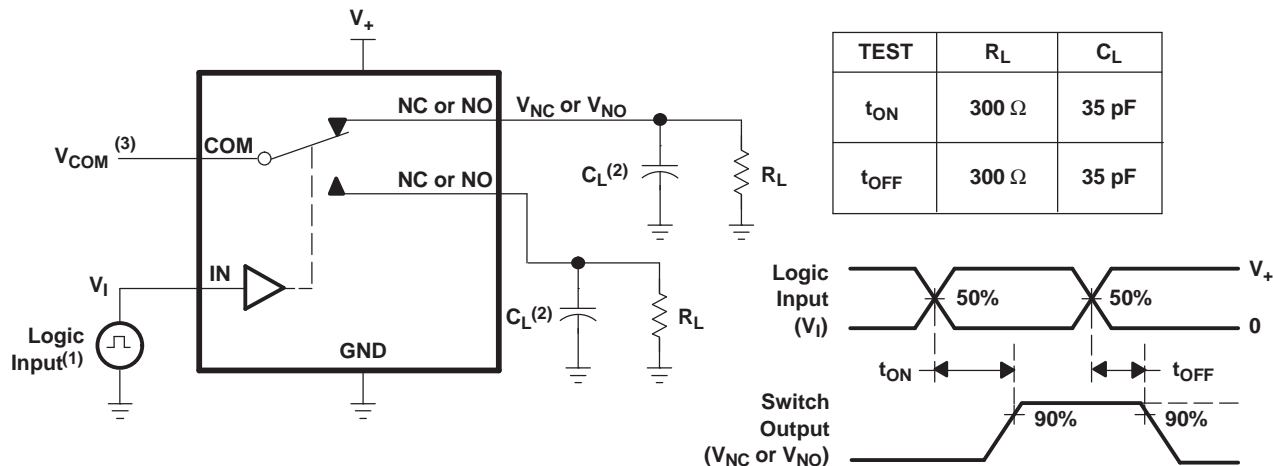 V+
NC or NO
VNC or VNO
VCOM (3)
COM
CL(2)
RL
NC or NO
VI
IN
CL(2)
RL
Logic
Input(1)
GND
TEST RL CL
tON 300 Ω 35 pF
tOFF 300 Ω 35 pF
Logic
Input
(VI)
50%
50%
V+
0
tON
tOFF
Switch
Output
(VNC or VNO)
90%
90%